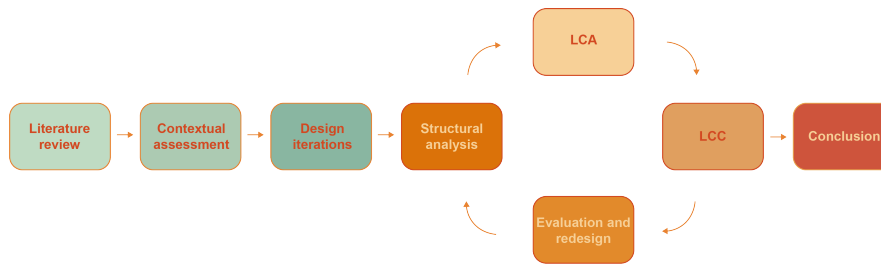 Literature
review
Contextual
assessment
Design
iterations
Structural
analysis
LCA
LCC
Evaluation and
redesign
Conclusion